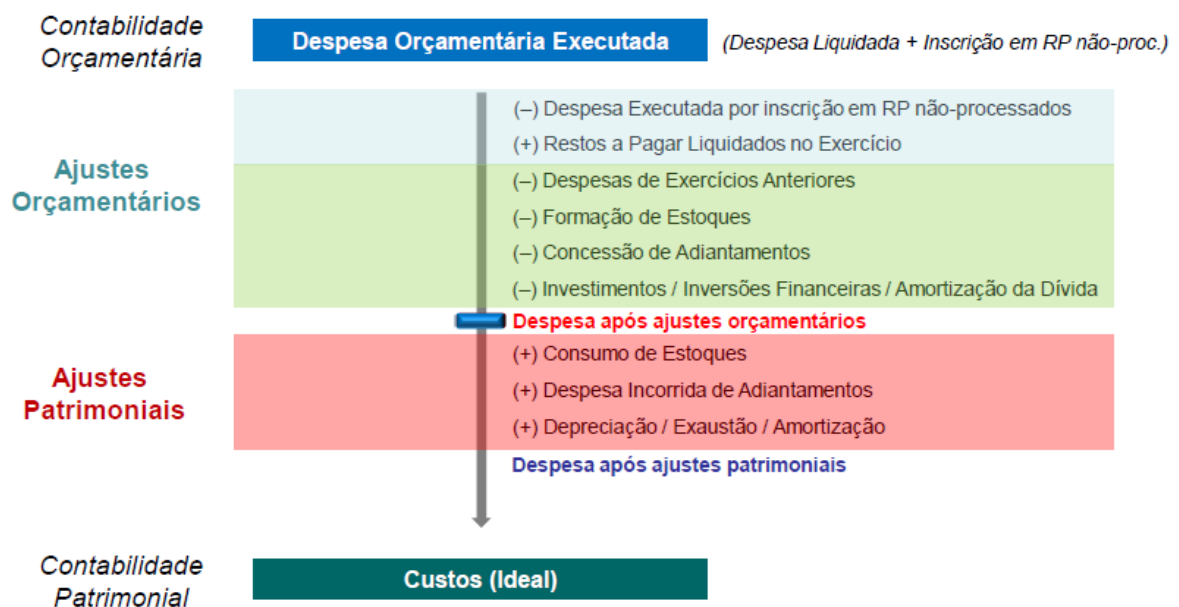 Contabilidade
Orçamentária
Despesa Orçamentária Executada
(Despesa Liquidada + Inscrição em RP não-proc.)
Ajustes
Orçamentários
(–) Despesa Executada por inscrição em RP não-processados
(+) Restos a Pagar Liquidados no Exercício
(–) Despesas de Exercícios Anteriores
(–) Formação de Estoques
(–) Concessão de Adiantamentos
(–) Investimentos / Inversões Financeiras / Amortização da Dívida
Despesa após ajustes orçamentários
Ajustes
Patrimoniais
(+) Consumo de Estoques
(+) Despesa Incorrida de Adiantamentos
(+) Depreciação / Exaustão / Amortização
Despesa após ajustes patrimoniais
Contabilidade
Patrimonial
Custos (Ideal)